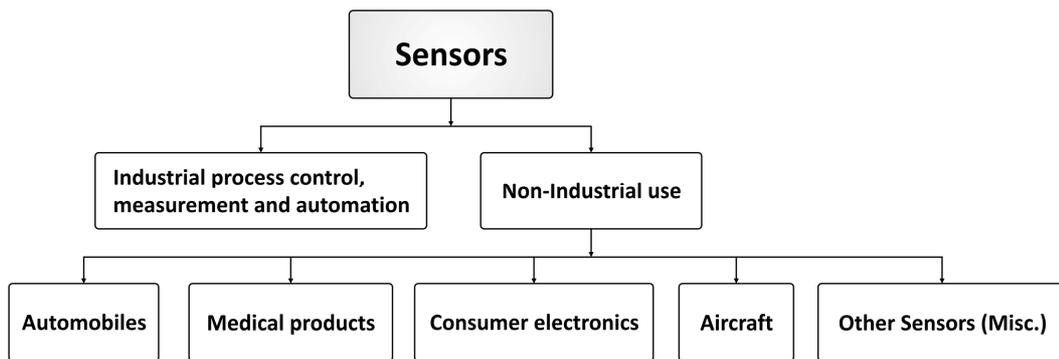 Sensors
Industrial process control,
measurement and automation
Non-Industrial use
Automobiles
Medical products
Consumer electronics
Aircraft
Other Sensors (Misc.)